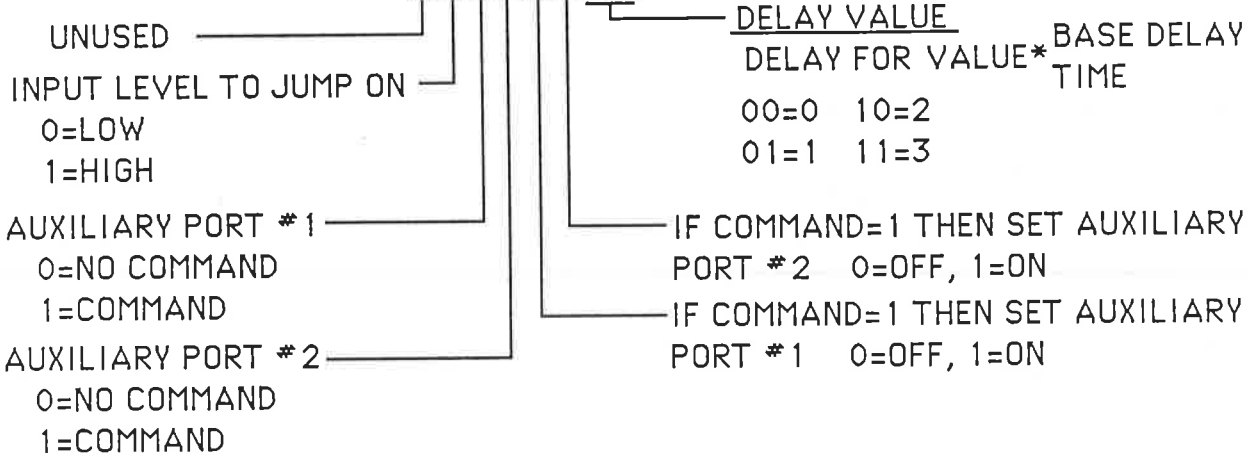 UNUSED
INPUT LEVEL TO JUMP ON
0=LOW
1=HIGH
AUXILIARY PORT #1
0=NO COMMAND
1=COMMAND
AUXILIARY PORT #2
0=NO COMMAND
1=COMMAND
DELAY VALUE
DELAY FOR VALUE* BASE DELAY TIME
00=0 10=2
01=1 11=3
IF COMMAND=1 THEN SET AUXILIARY
PORT #2 0=OFF, 1=ON
IF COMMAND=1 THEN SET AUXILIARY
PORT #1 0=OFF, 1=ON